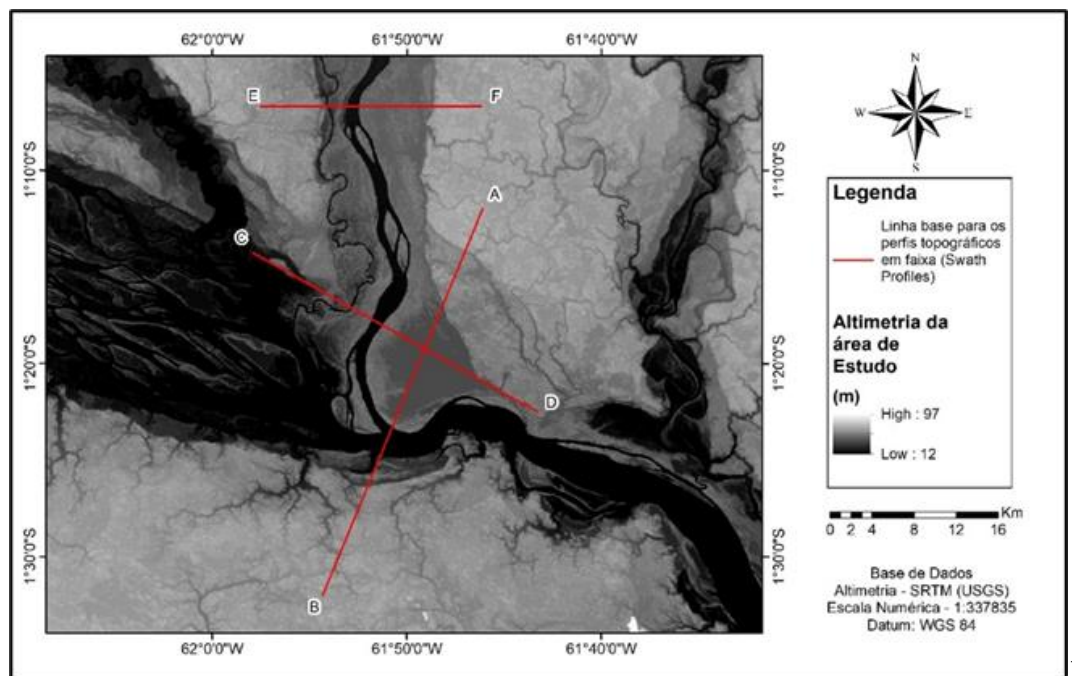 62°0'0"W 61°50'0"W 61°40'0"W
E F
A
C
D
B
1°10'0"S
1°20'0"S
1°30'0"S
1°10'0"S
1°20'0"S
1°30'0"S
62°0'0"W 61°50'0"W 61°40'0"W
N
W E
S
Legenda
Linha base para os
perfis topográficos
em faixa (Swath
Profiles)
Altimetria da
área de
Estudo
(m)
High : 97
Low : 12
Km
0 2 4 8 12 16
Base de Dados
Altimetria - SRTM (USGS)
Escala Numérica - 1:337835
Datum: WGS 84